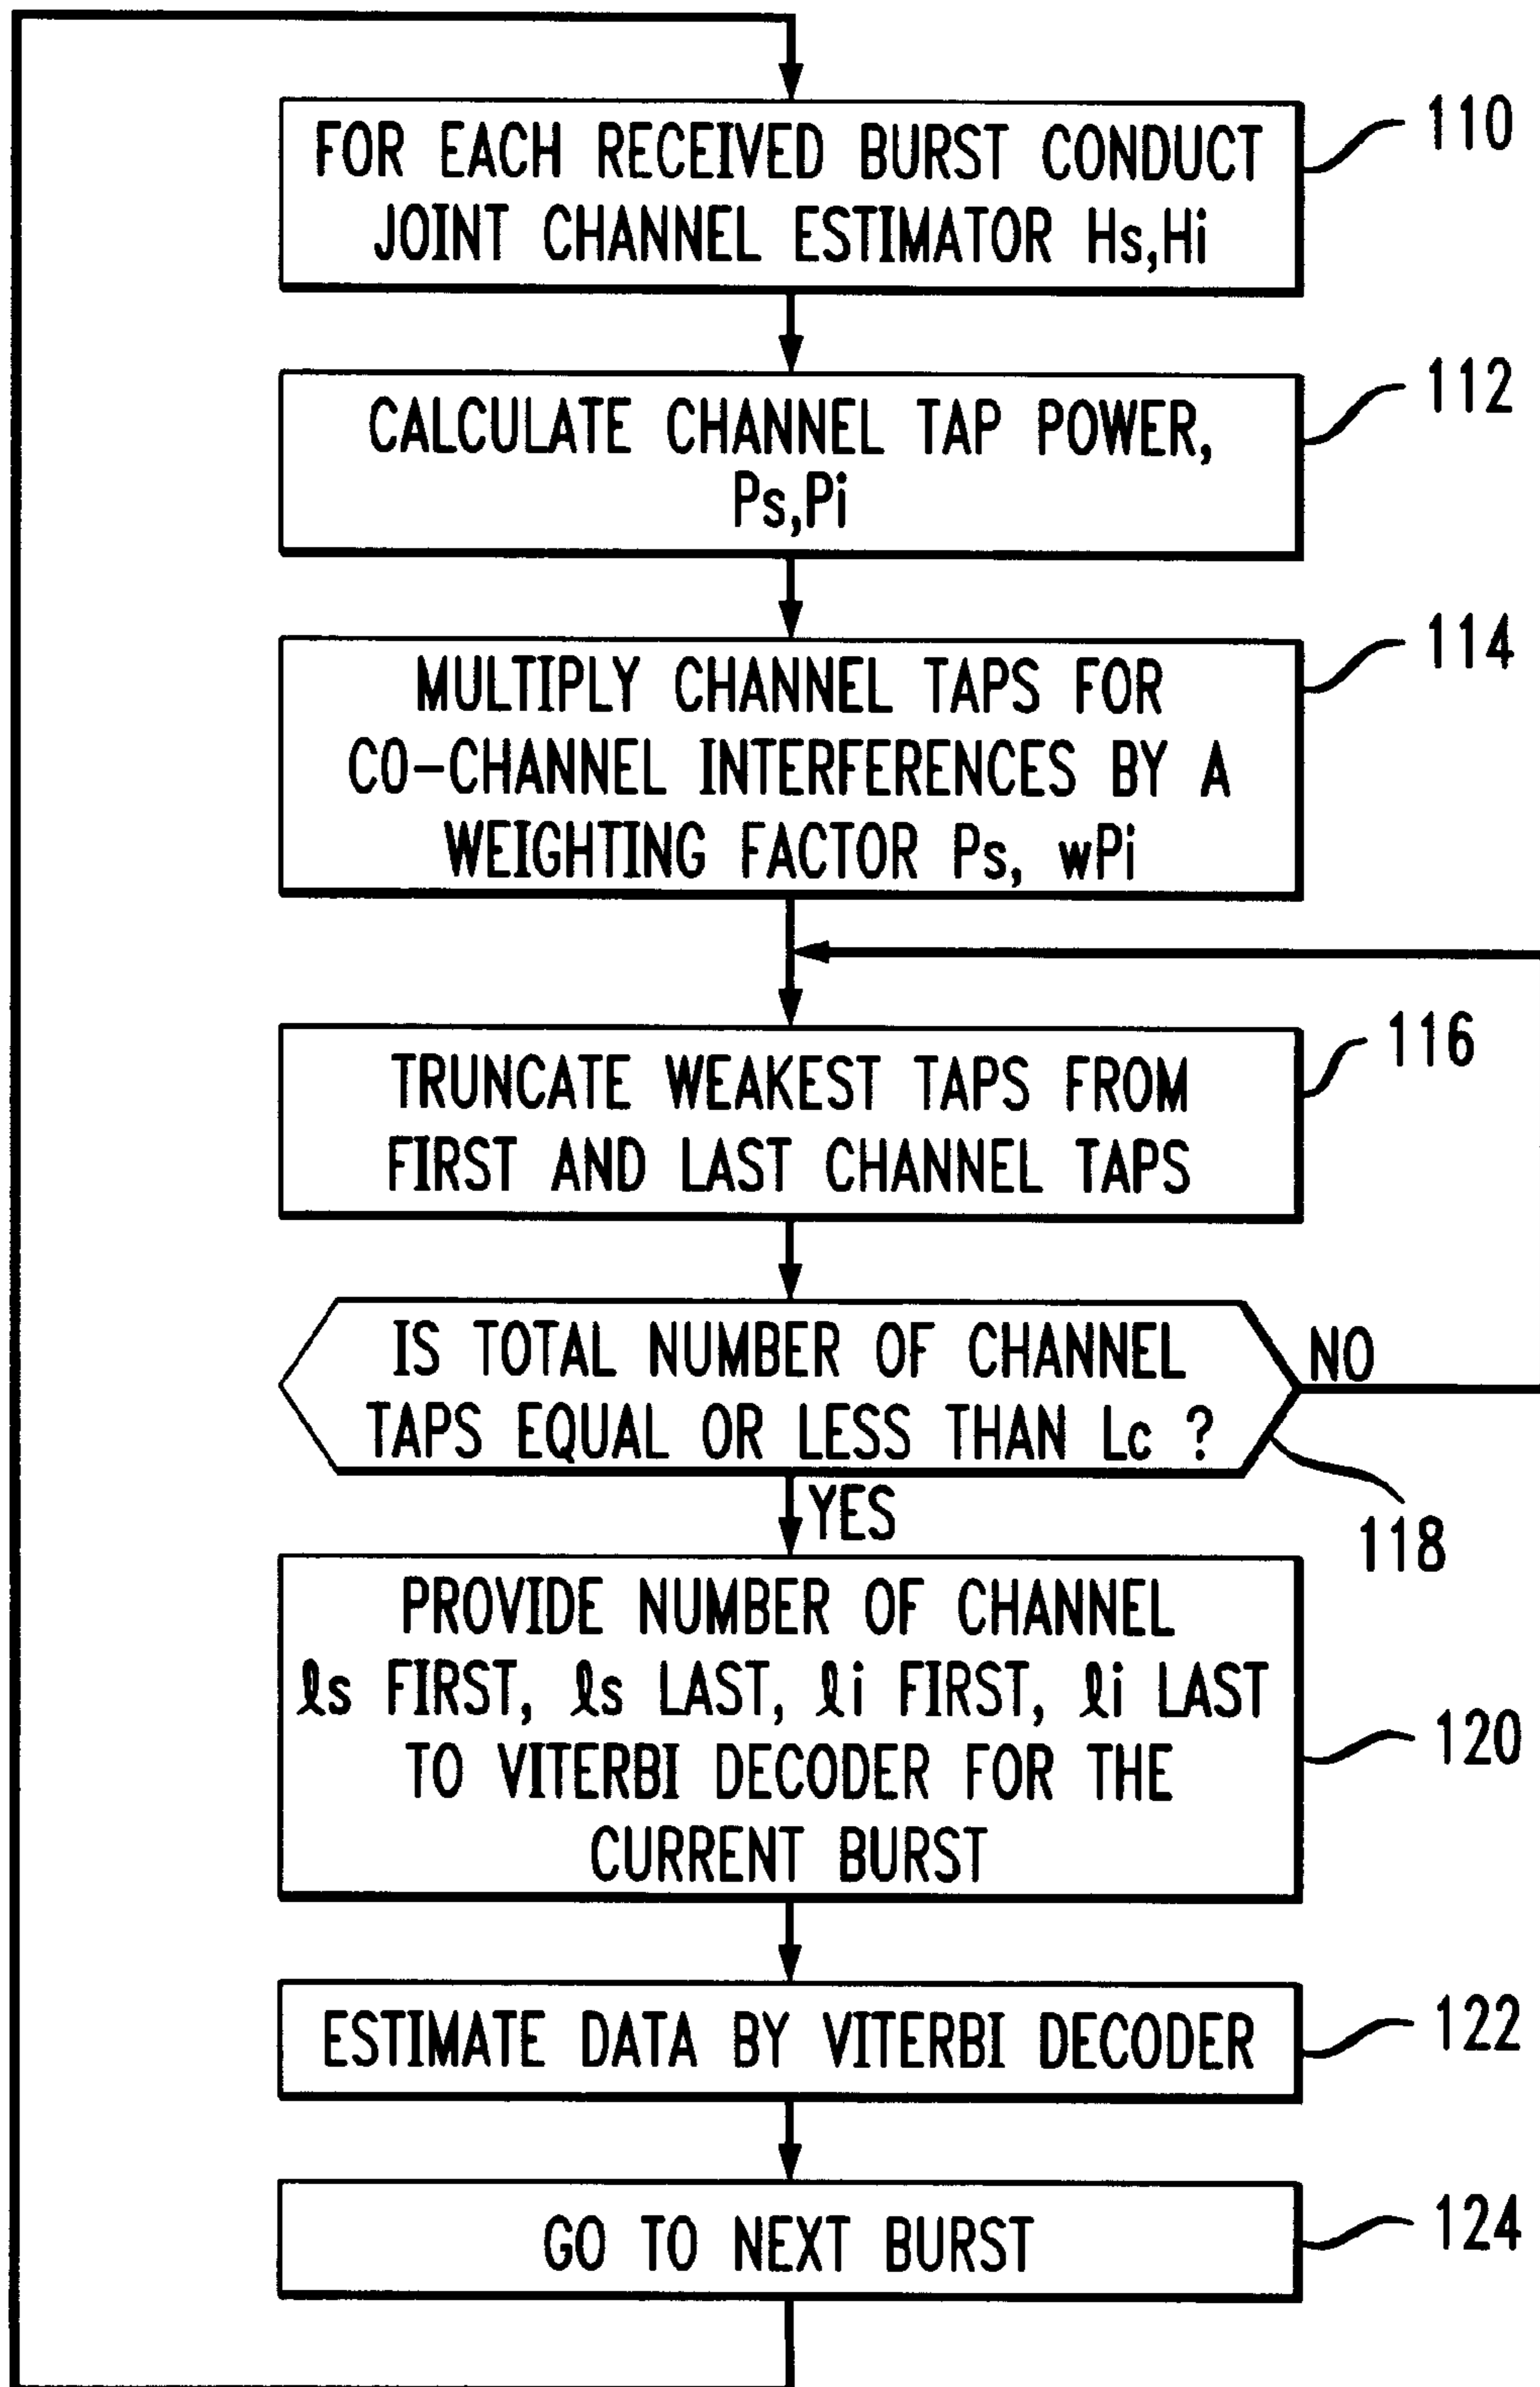 FOR EACH RECEIVED BURST CONDUCT
JOINT CHANNEL ESTIMATOR Hs,Hi
110
CALCULATE CHANNEL TAP POWER,
Ps,Pi
112
MULTIPLY CHANNEL TAPS FOR
CO-CHANNEL INTERFERENCES BY A
WEIGHTING FACTOR Ps, wPi
114
TRUNCATE WEAKEST TAPS FROM
FIRST AND LAST CHANNEL TAPS
116
IS TOTAL NUMBER OF CHANNEL
TAPS EQUAL OR LESS THAN Lc ?
NO
118
YES
PROVIDE NUMBER OF CHANNEL
ℓs FIRST, ℓs LAST, ℓi FIRST, ℓi LAST
TO VITERBI DECODER FOR THE
CURRENT BURST
120
ESTIMATE DATA BY VITERBI DECODER
122
GO TO NEXT BURST
124